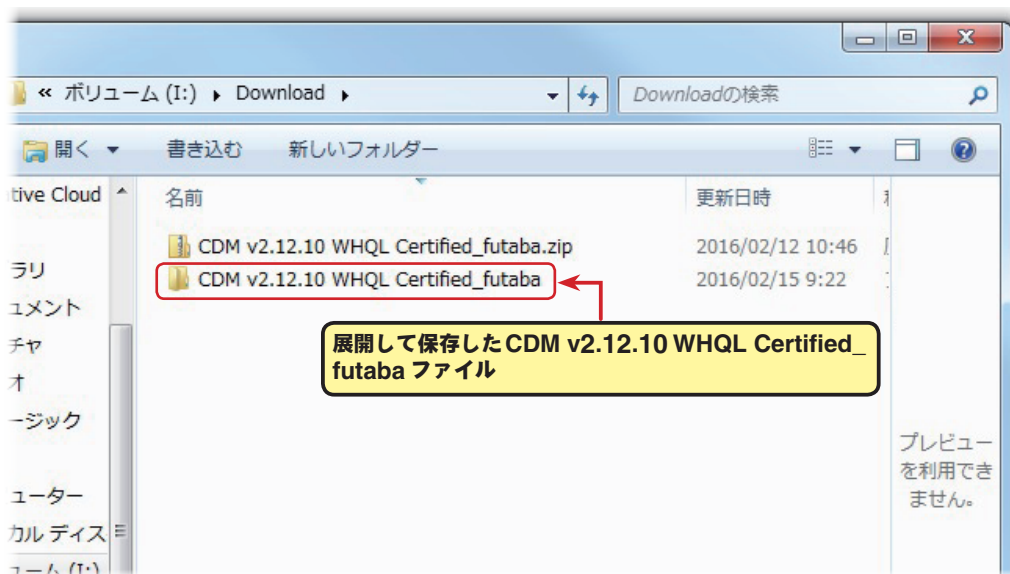 « ボリューム (I:) ▸ Download ▸
Downloadの検索
開く
書き込む
新しいフォルダー
tive Cloud
ラリ
ュメント
チャ
オ
ージック
ューター
カル ディス
ューム (I:)
名前
更新日時
CDM v2.12.10 WHQL Certified_futaba.zip
2016/02/12 10:46
CDM v2.12.10 WHQL Certified_futaba
2016/02/15 9:22
展開して保存したCDM v2.12.10 WHQL Certified_
futaba ファイル
プレビュー
を利用でき
ません。